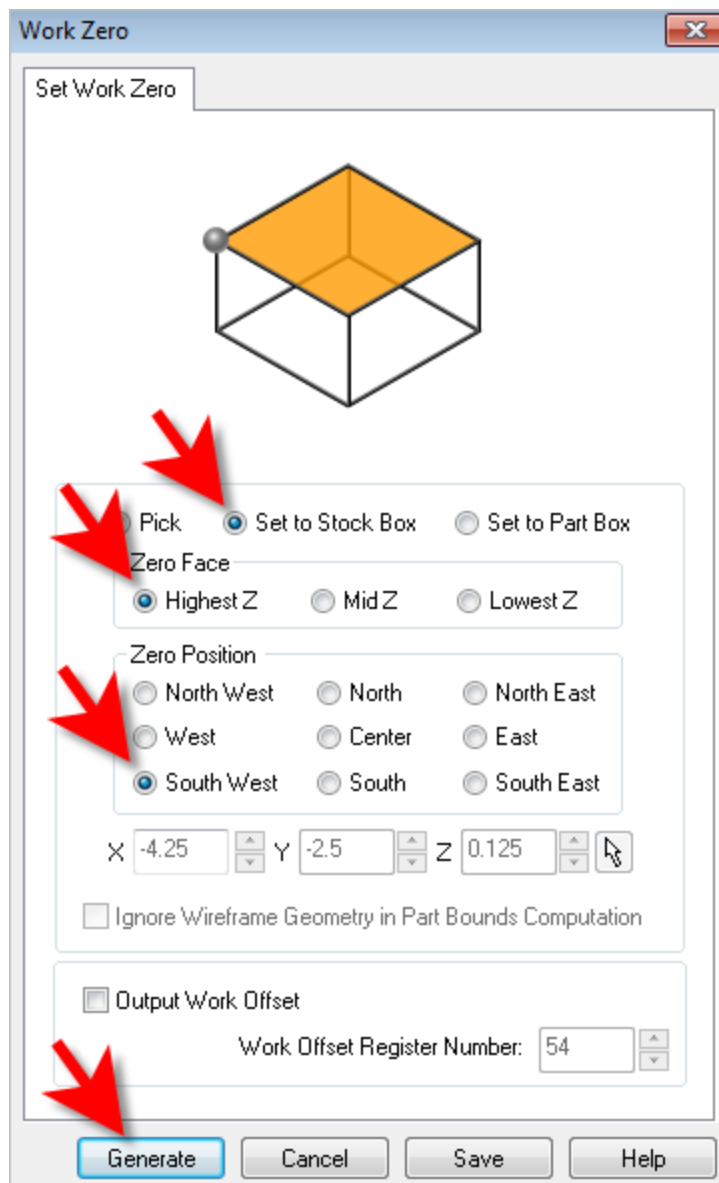 Work Zero
Set Work Zero
Pick Set to Stock Box Set to Part Box
Zero Face
Highest Z Mid Z Lowest Z
Zero Position
North West North North East
West Center East
South West South South East
X -4.25 Y -2.5 Z 0.125
Ignore Wireframe Geometry in Part Bounds Computation
Output Work Offset
Work Offset Register Number: 54
Generate Cancel Save Help